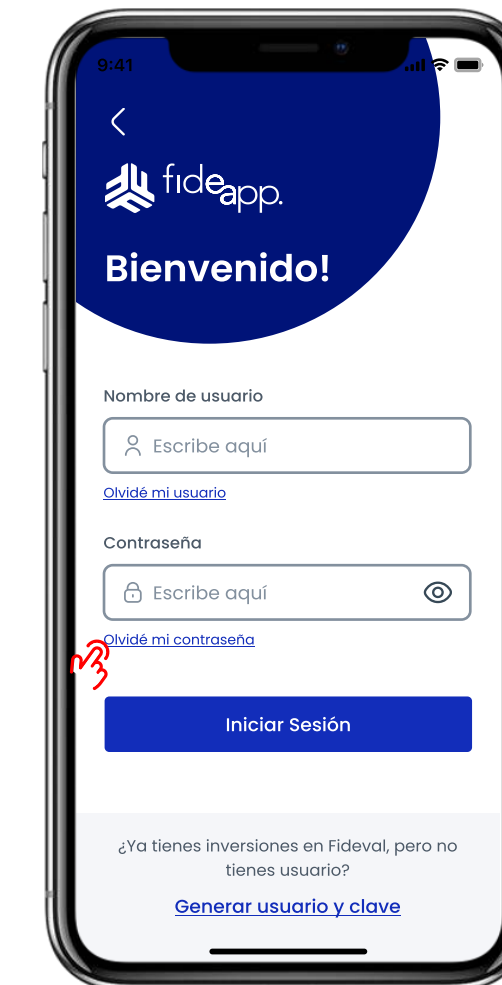 9:41
fideapp.
Bienvenido!
Nombre de usuario
Escribe aquí
Olvidé mi usuario
Contraseña
Escribe aquí
Olvidé mi contraseña
Iniciar Sesión
¿Ya tienes inversiones en Fideval, pero no
tienes usuario?
Generar usuario y clave